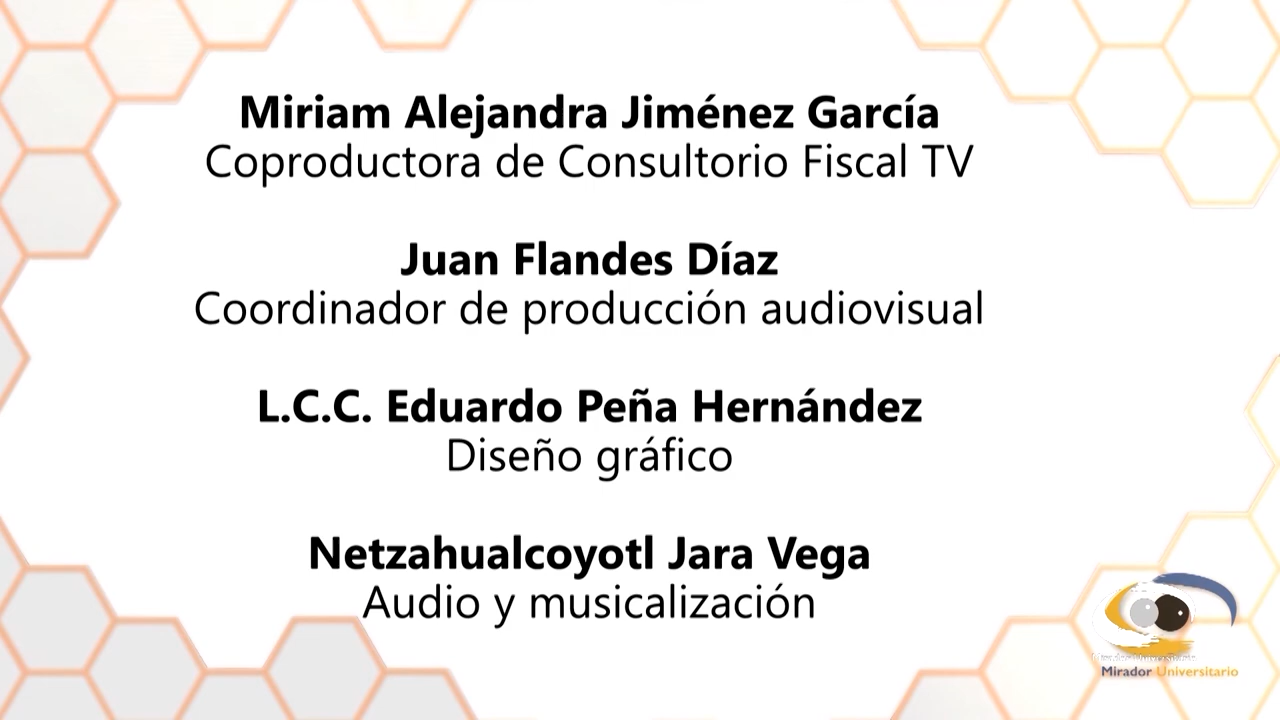 Miriam Alejandra Jiménez García
Coproductora de Consultorio Fiscal TV
Juan Flandes Díaz
Coordinador de producción audiovisual
L.C.C. Eduardo Peña Hernández
Diseño gráfico
Netzahualcoyotl Jara Vega
Audio y musicalización
Mirador Universitario